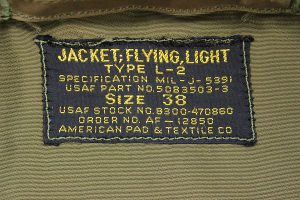 JACKET; FLYING, LIGHT
TYPE L-2
SPECIFICATION MIL-J-5391
USAF PART NO. 50B3503-3
SIZE 38
USAF STOCK NO. 8300-470860
ORDER NO. AF-12850
AMERICAN PAD & TEXTILE CO